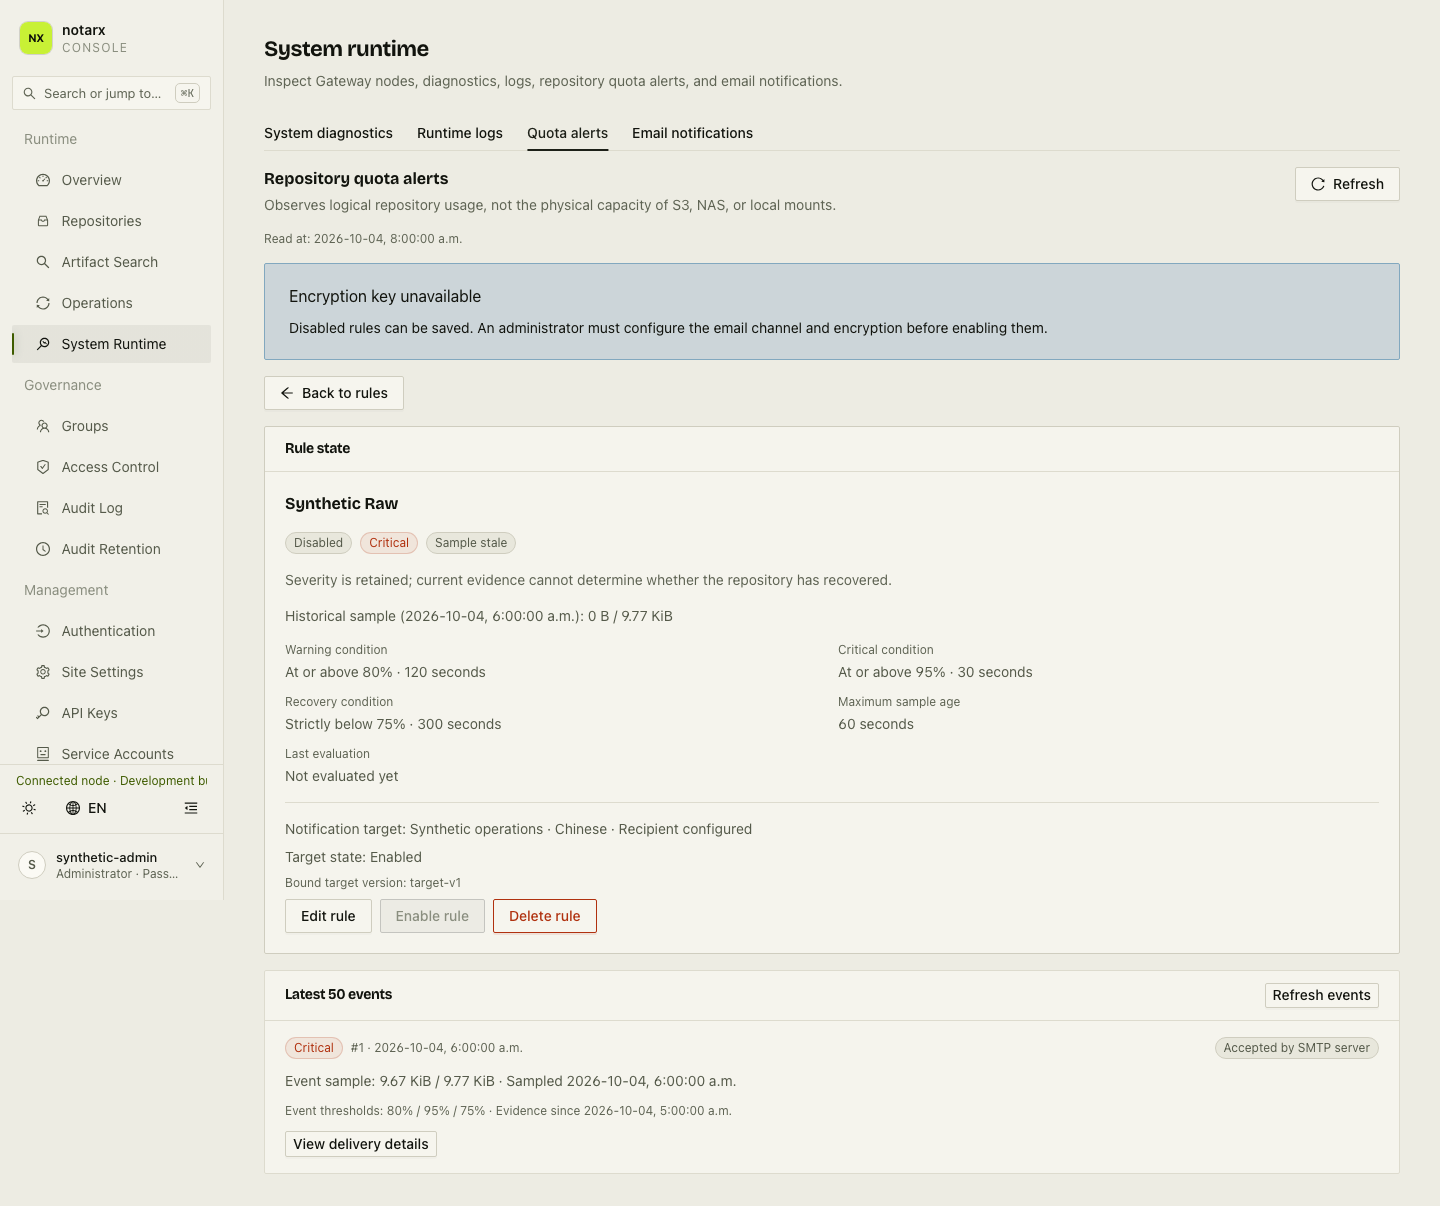 NX
notarx
CONSOLE
Search or jump to... ⌘K
Runtime
Overview
Repositories
Artifact Search
Operations
System Runtime
Governance
Groups
Access Control
Audit Log
Audit Retention
Management
Authentication
Site Settings
API Keys
Service Accounts
Connected node · Development
EN
S
synthetic-admin
Administrator · Pass...
System runtime
Inspect Gateway nodes, diagnostics, logs, repository quota alerts, and email notifications.
System diagnostics Runtime logs Quota alerts Email notifications
Repository quota alerts
Refresh
Observes logical repository usage, not the physical capacity of S3, NAS, or local mounts.
Read at: 2026-10-04, 8:00:00 a.m.
Encryption key unavailable
Disabled rules can be saved. An administrator must configure the email channel and encryption before enabling them.
Back to rules
Rule state
Synthetic Raw
Disabled Critical Sample stale
Severity is retained; current evidence cannot determine whether the repository has recovered.
Historical sample (2026-10-04, 6:00:00 a.m.): 0 B / 9.77 KiB
Warning condition
At or above 80% · 120 seconds
Critical condition
At or above 95% · 30 seconds
Recovery condition
Strictly below 75% · 300 seconds
Maximum sample age
60 seconds
Last evaluation
Not evaluated yet
Notification target: Synthetic operations · Chinese · Recipient configured
Target state: Enabled
Bound target version: target-v1
Edit rule Enable rule Delete rule
Latest 50 events
Refresh events
Critical #1 · 2026-10-04, 6:00:00 a.m.
Accepted by SMTP server
Event sample: 9.67 KiB / 9.77 KiB · Sampled 2026-10-04, 6:00:00 a.m.
Event thresholds: 80% / 95% / 75% · Evidence since 2026-10-04, 5:00:00 a.m.
View delivery details